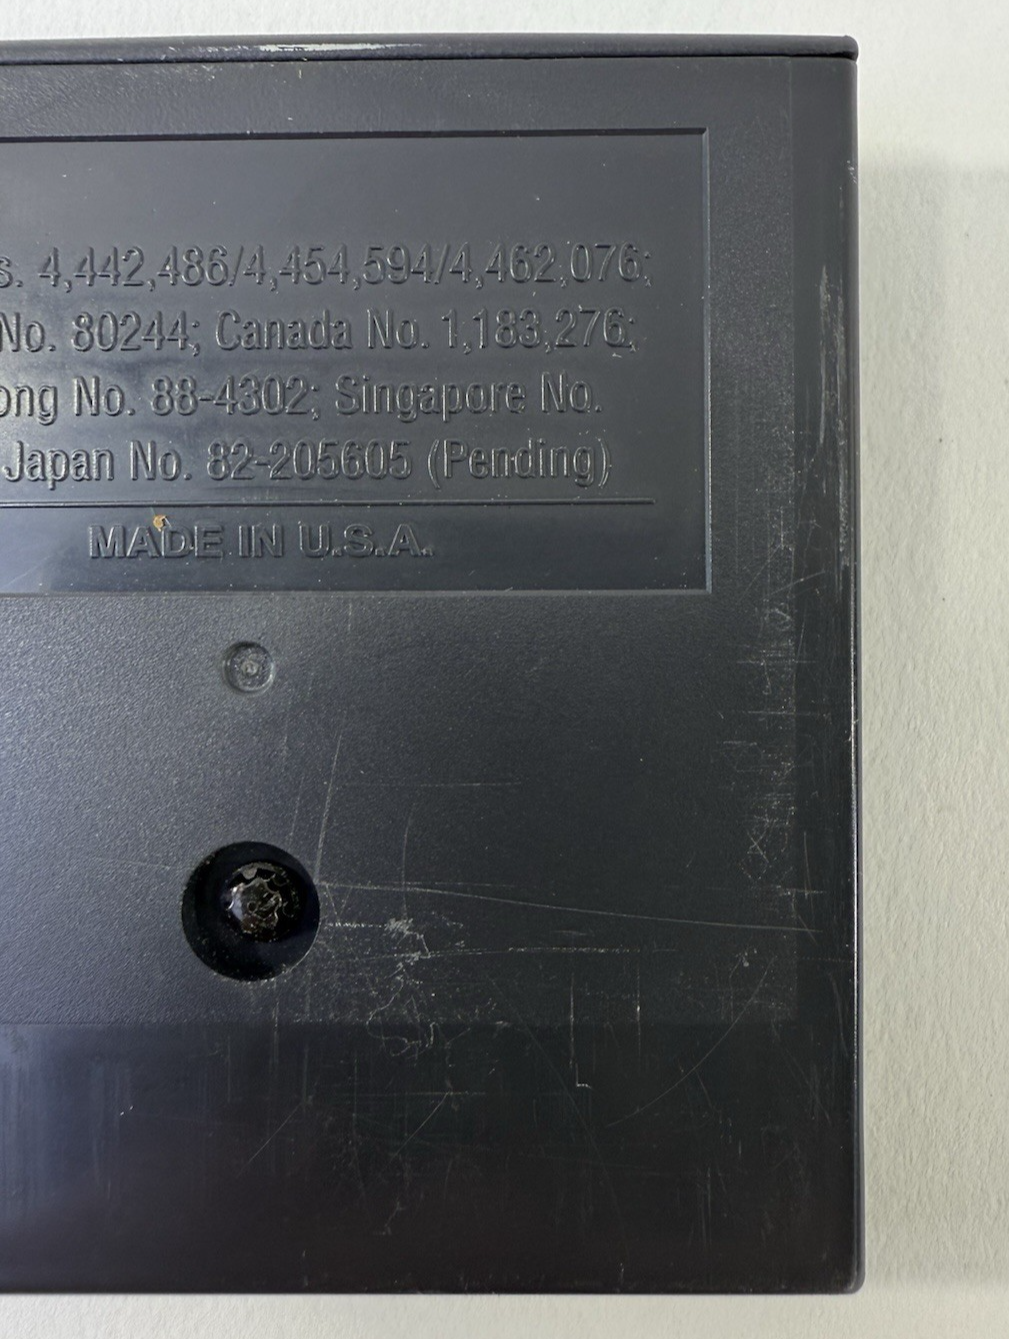 s. 4,442,486/4,454,594/4,462,076;
No. 80244; Canada No. 1,183,276;
ong No. 88-4302; Singapore No.
Japan No. 82-205605 (Pending)
MADE IN U.S.A.